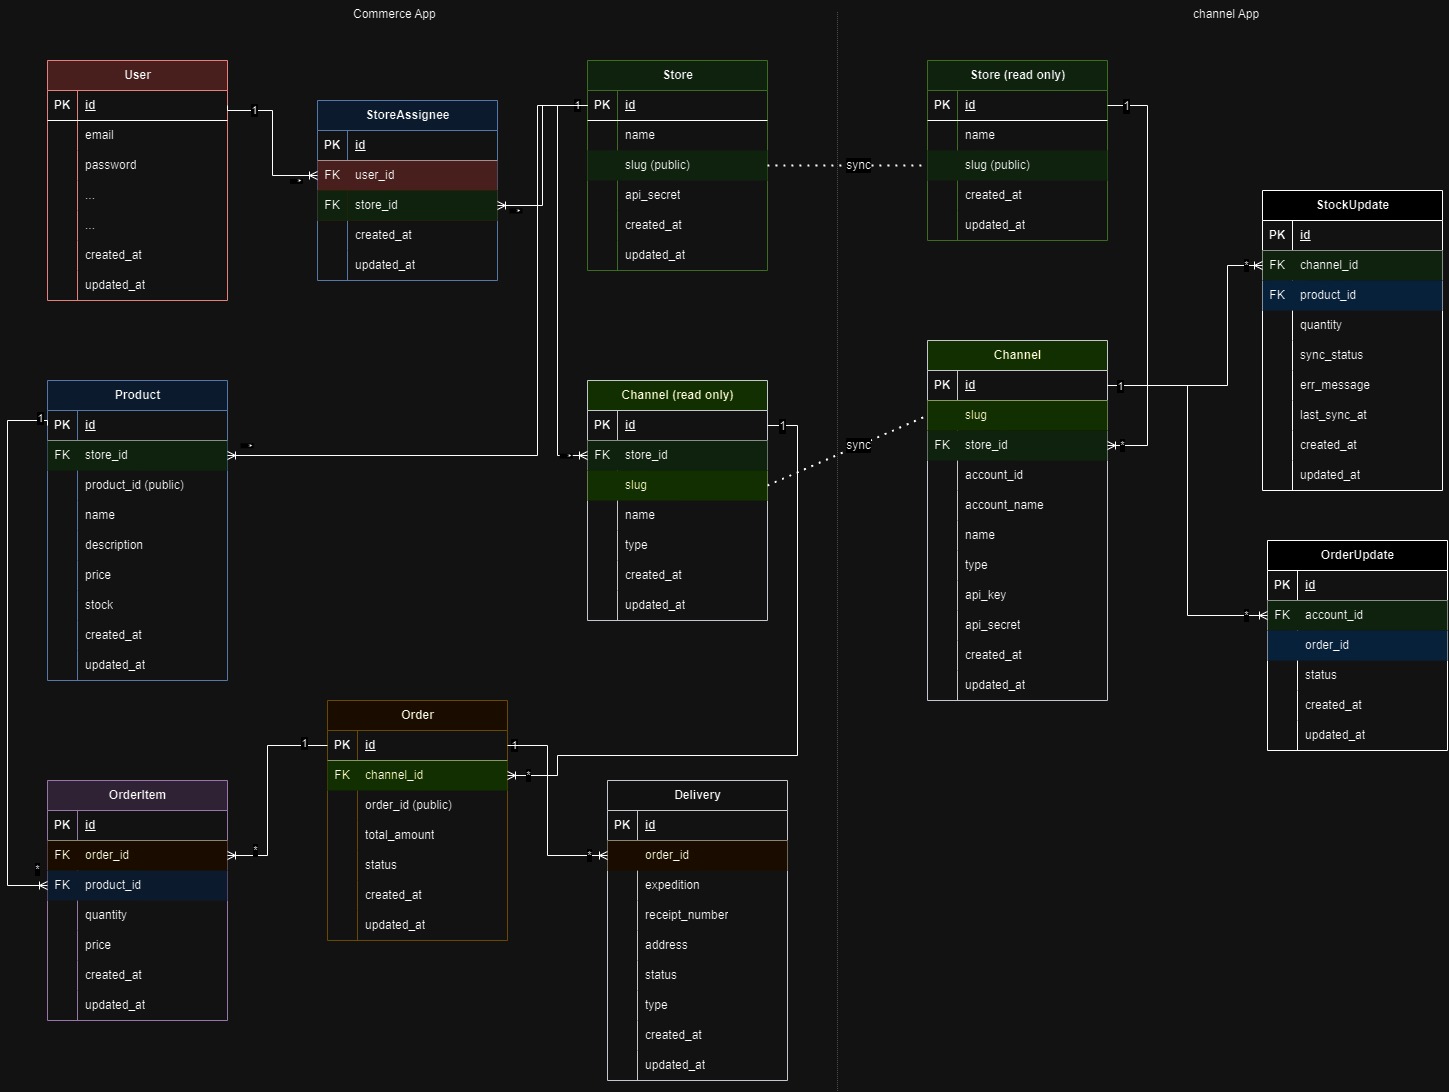 Commerce App
channel App
User
PK id
email
password
...
...
created_at
updated_at
1
StoreAssignee
PK id
FK user_id
FK store_id
created_at
updated_at
Store
1
PK id
name
slug (public)
api_secret
created_at
updated_at
sync
Store (read only)
PK id
name
slug (public)
created_at
updated_at
1
StockUpdate
PK id
* FK channel_id
FK product_id
quantity
sync_status
err_message
last_sync_at
created_at
updated_at
Product
1
PK id
FK store_id
product_id (public)
name
description
price
stock
created_at
updated_at
Channel (read only)
PK id
1
FK store_id
slug
name
type
created_at
updated_at
sync
Channel
PK id
1
slug
FK store_id
*
account_id
account_name
name
type
api_key
api_secret
created_at
updated_at
OrderUpdate
PK id
* FK account_id
order_id
status
created_at
updated_at
Order
1
PK id
1
FK channel_id
*
order_id (public)
total_amount
status
created_at
updated_at
OrderItem
PK id
FK order_id
*
*
FK product_id
quantity
price
created_at
updated_at
Delivery
PK id
* order_id
expedition
receipt_number
address
status
type
created_at
updated_at